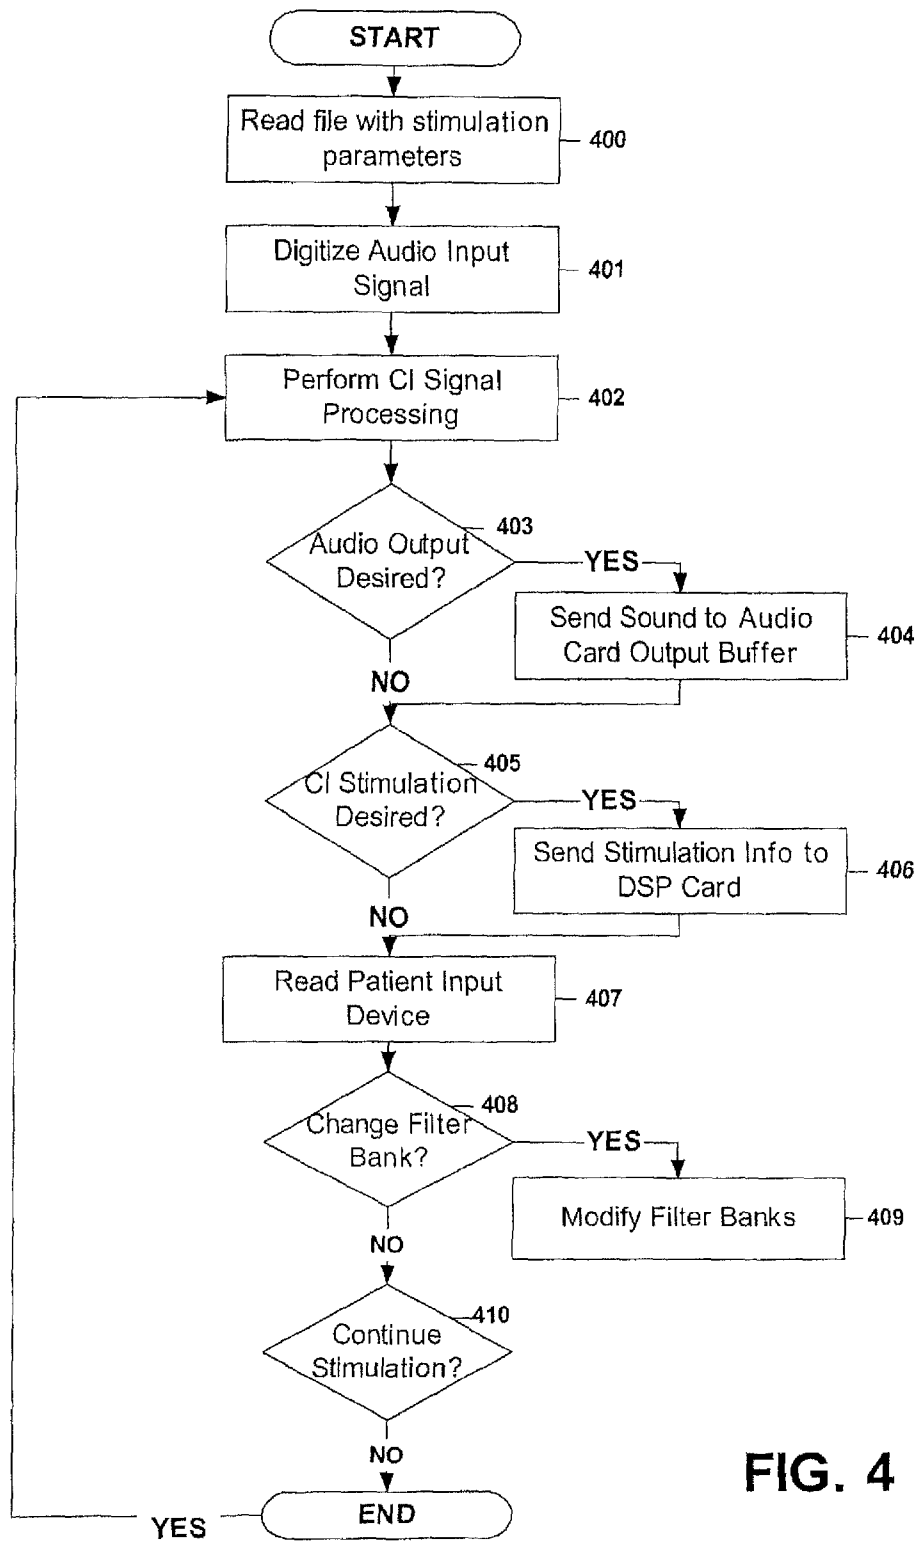 START
Read file with stimulation
parameters
400
Digitize Audio Input
Signal
401
Perform CI Signal
Processing
402
403
Audio Output
Desired?
YES
Send Sound to Audio
Card Output Buffer
404
NO
405
CI Stimulation
Desired?
YES
Send Stimulation Info to
DSP Card
406
NO
Read Patient Input
Device
407
408
Change Filter
Bank?
YES
Modify Filter Banks
409
NO
410
Continue
Stimulation?
NO
FIG. 4
END
YES